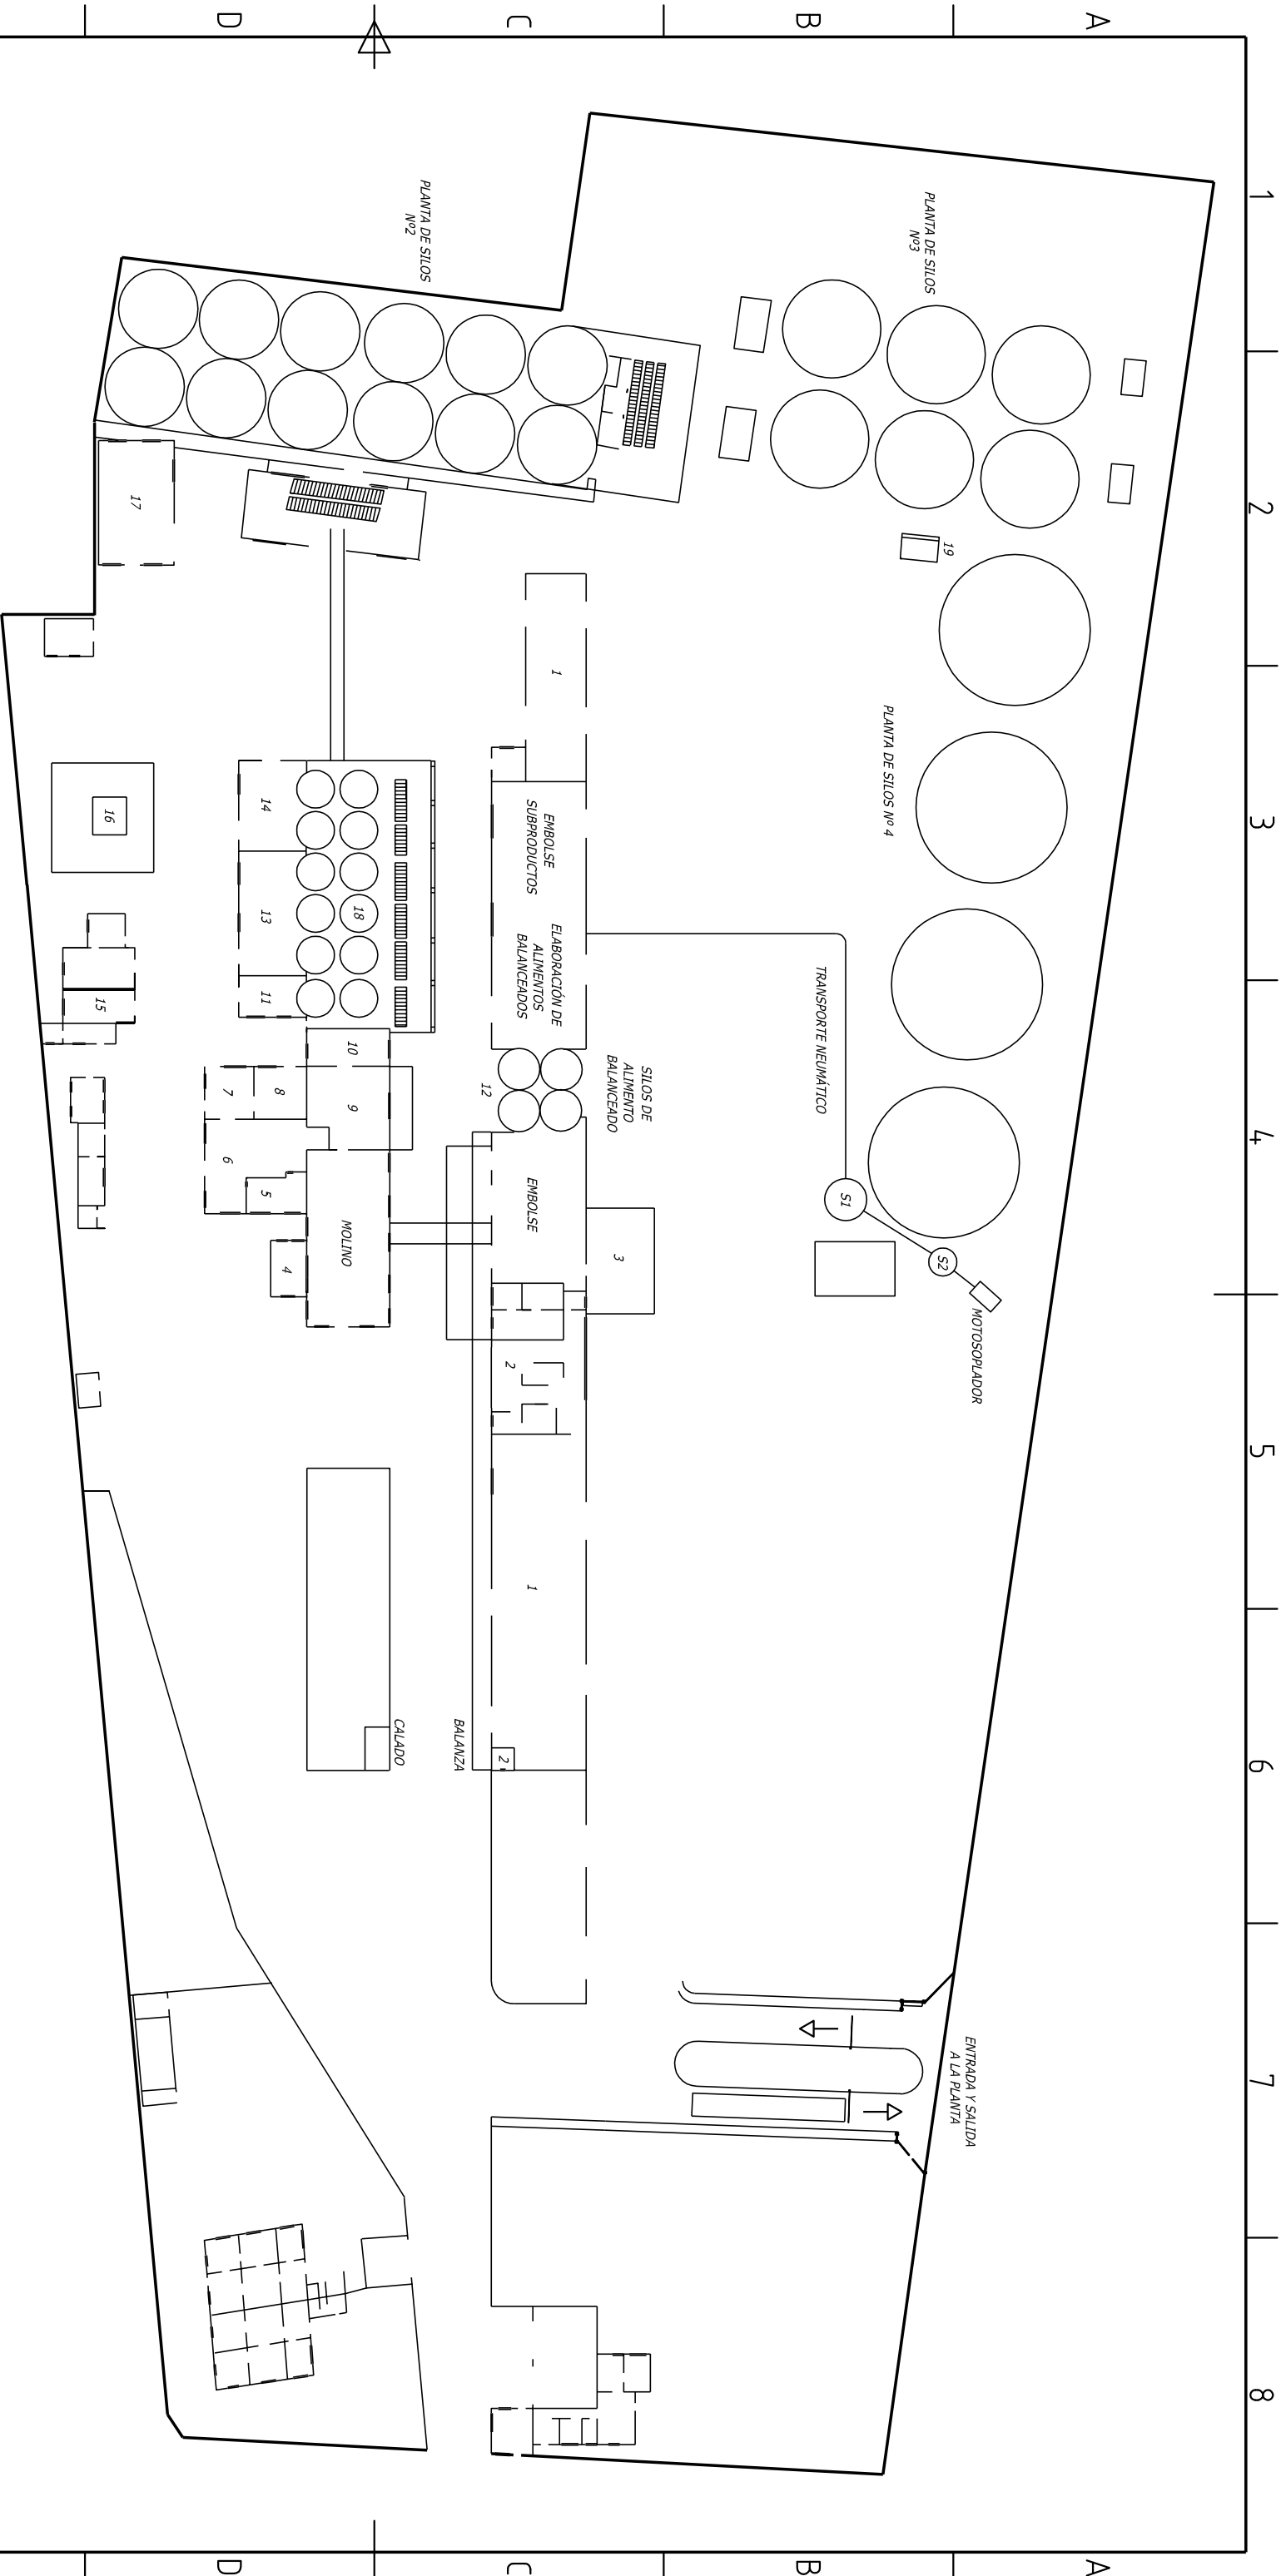 1
2
3
4
5
6
7
8
A
A
B
B
C
C
D
D
PLANTA DE SILOS
Nº3
PLANTA DE SILOS
Nº2
19
17
PLANTA DE SILOS Nº 4
1
EMBOLSE
SUBPRODUCTOS
ELABORACIÓN DE
ALIMENTOS
BALANCEADOS
TRANSPORTE NEUMÁTICO
SILOS DE
ALIMENTO
BALANCEADO
12
14
13
11
18
16
15
10
9
8
7
6
5
4
MOLINO
EMBOLSE
3
S1
S2
MOTOSOPLADOR
2
1
2
BALANZA
CALADO
ENTRADA Y SALIDA
A LA PLANTA